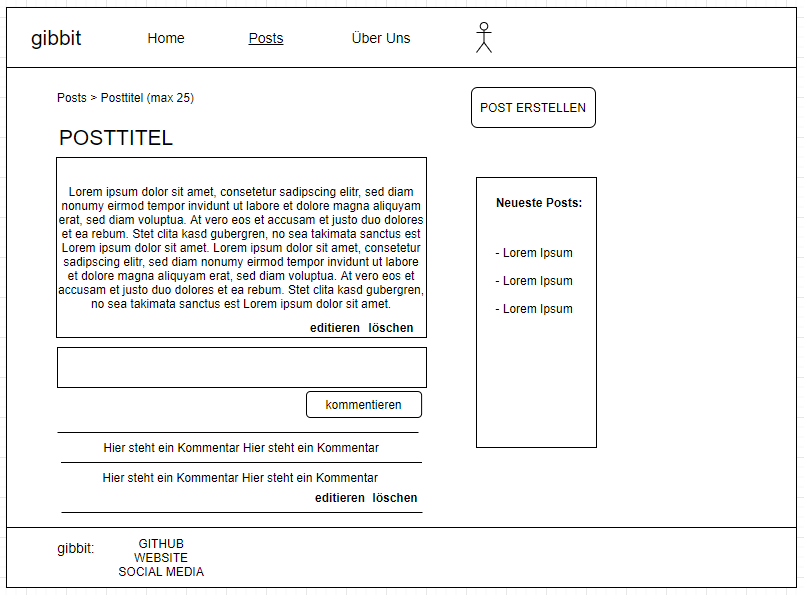 gibbit
Home
Posts
Über Uns
Posts > Posttitel (max 25)
POST ERSTELLEN
POSTTITEL
Lorem ipsum dolor sit amet, consetetur sadipscing elitr, sed diam
nonumy eirmod tempor invidunt ut labore et dolore magna aliquyam
erat, sed diam voluptua. At vero eos et accusam et justo duo dolores
et ea rebum. Stet clita kasd gubergren, no sea takimata sanctus est
Lorem ipsum dolor sit amet. Lorem ipsum dolor sit amet, consetetur
sadipscing elitr, sed diam nonumy eirmod tempor invidunt ut labore
et dolore magna aliquyam erat, sed diam voluptua. At vero eos et
accusam et justo duo dolores et ea rebum. Stet clita kasd gubergren,
no sea takimata sanctus est Lorem ipsum dolor sit amet.
editieren löschen
Neueste Posts:
- Lorem Ipsum
- Lorem Ipsum
- Lorem Ipsum
kommentieren
Hier steht ein Kommentar Hier steht ein Kommentar
Hier steht ein Kommentar Hier steht ein Kommentar
editieren löschen
gibbit:
GITHUB
WEBSITE
SOCIAL MEDIA